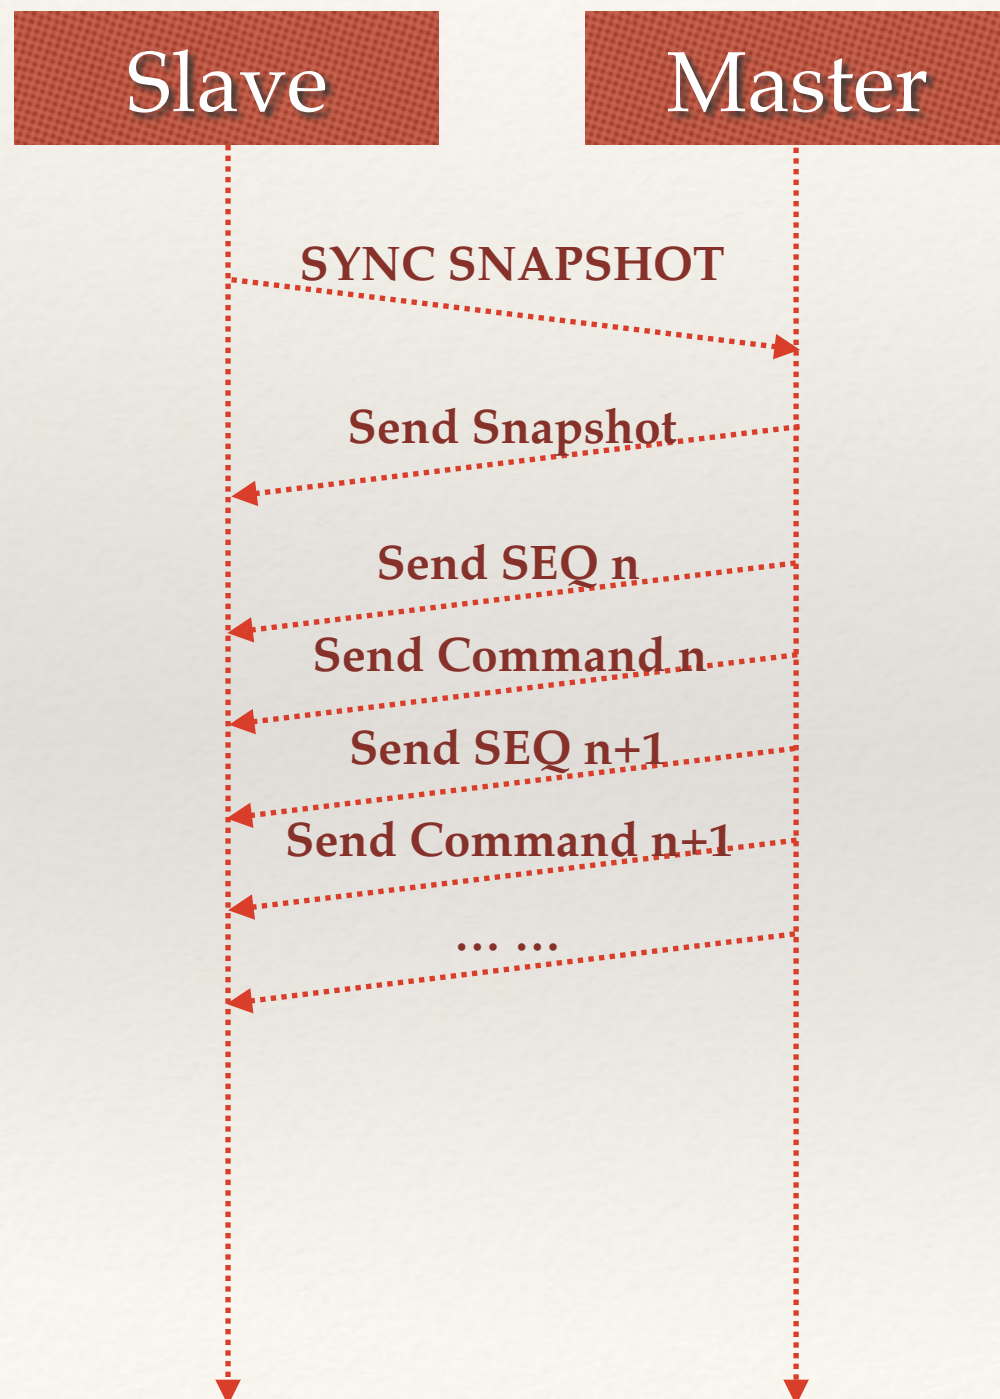 Slave
Master
SYNC SNAPSHOT
Send Snapshot
Send SEQ n
Send Command n
Send SEQ n+1
Send Command n+1
... ...